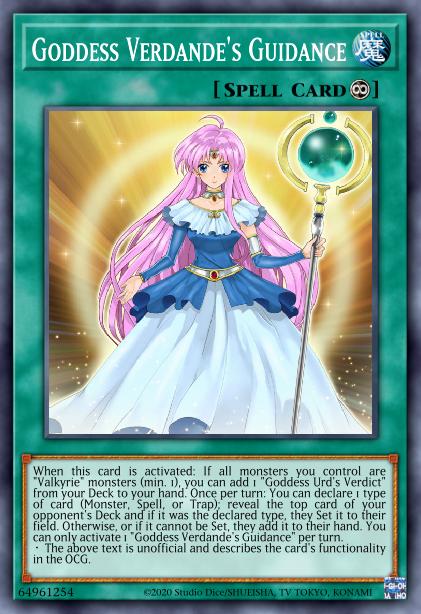 GODDESS VERDANDE'S GUIDANCE
SPELL
魔
[SPELL CARD]
When this card is activated: If all monsters you control are
"Valkyrie" monsters (min. 1), you can add 1 "Goddess Urd's Verdict"
from your Deck to your hand. Once per turn: You can declare 1 type
of card (Monster, Spell, or Trap); reveal the top card of your
opponent's Deck and if it was the declared type, they Set it to their
field. Otherwise, or if it cannot be Set, they add it to their hand. You
can only activate 1 "Goddess Verdande's Guidance" per turn.
· The above text is unofficial and describes the card's functionality
in the OCG.
64961254 ©2020 Studio Dice/SHUEISHA, TV TOKYO, KONAMI